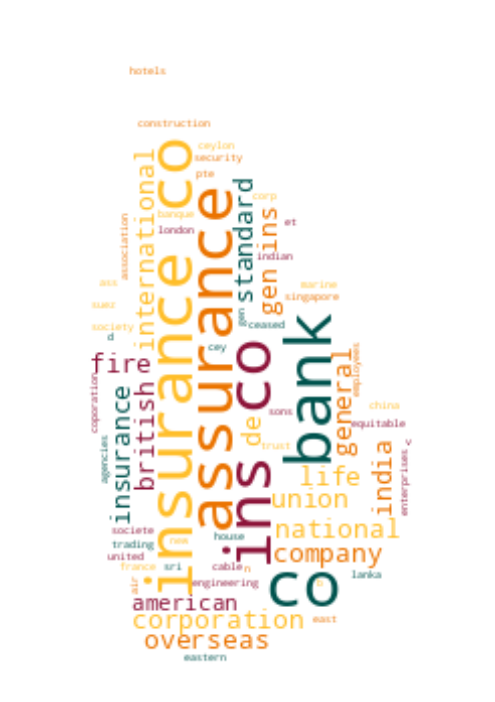 hotels
construction
ceylon
security
pte
international
insurance co
assurance
standard
corp
banque
gen ins
et
london
association
indian
ass
marine
singapore
suez
gen
ceased
society
d
cey
ins co
bank
fire
general
employees
coporation
british
insurance
sons
china
de
equitable
agencies
trust
india
v
enterprises
life
union
societe
national
trading
new
house
united
company
france
sri
cable
n
lanka
air
engineering
co
american
corporation
east
overseas
eastern